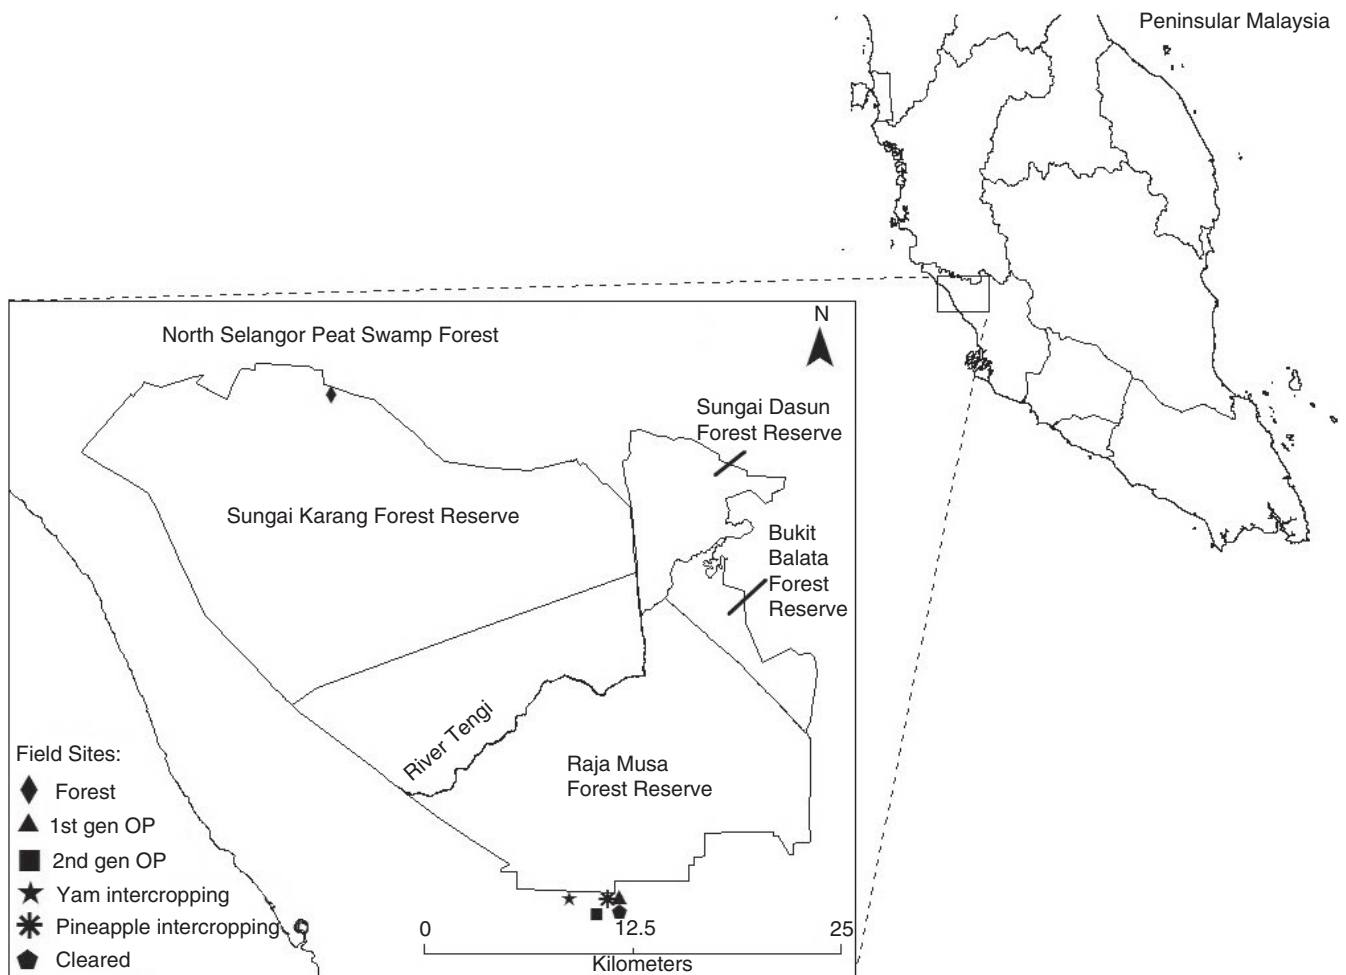 Peninsular Malaysia
North Selangor Peat Swamp Forest
N
Sungai Dasun
Forest Reserve
Sungai Karang Forest Reserve
Bukit
Balata
Forest
Reserve
River Tengi
Raja Musa
Forest Reserve
Field Sites:
Forest
1st gen OP
2nd gen OP
Yam intercropping
Pineapple intercropping
Cleared
0 12.5 25
Kilometers